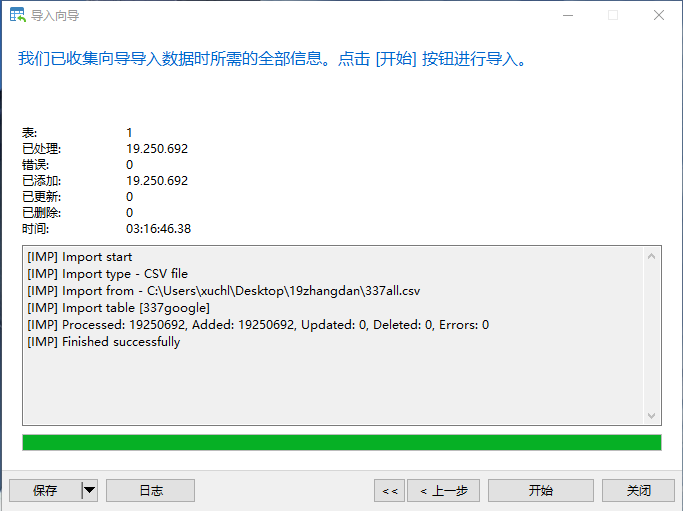 导入向导
我们已收集向导导入数据时所需的全部信息。点击 [开始] 按钮进行导入。
表: 1
已处理: 19.250.692
错误: 0
已添加: 19.250.692
已更新: 0
已删除: 0
时间: 03:16:46.38
[IMP] Import start
[IMP] Import type - CSV file
[IMP] Import from - C:\Users\xuchl\Desktop\19zhangdan\337all.csv
[IMP] Import table [337google]
[IMP] Processed: 19250692, Added: 19250692, Updated: 0, Deleted: 0, Errors: 0
[IMP] Finished successfully
保存 日志 << < 上一步 开始 关闭